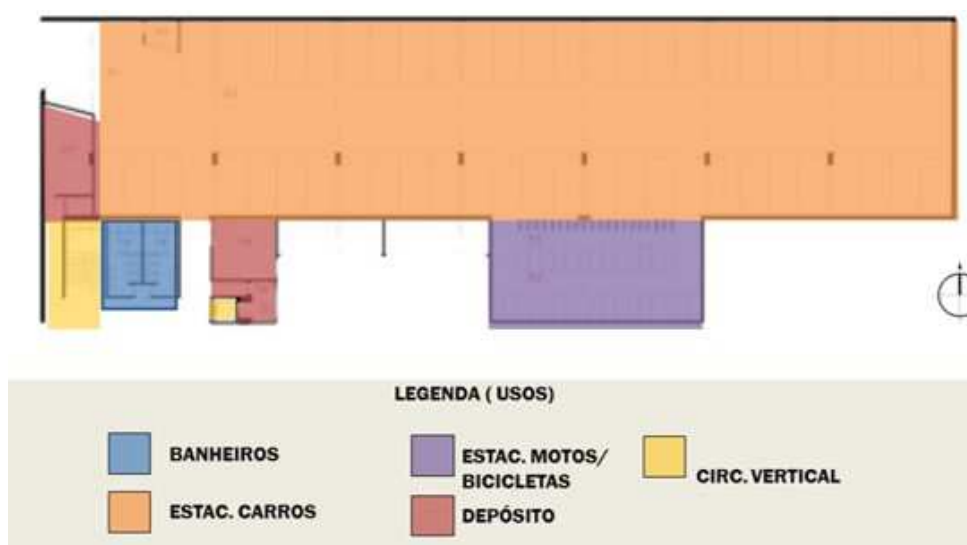 LEGENDA ( USOS)
BANHEIROS
ESTAC. CARROS
ESTAC. MOTOS/
BICICLETAS
DEPÓSITO
CIRC. VERTICAL